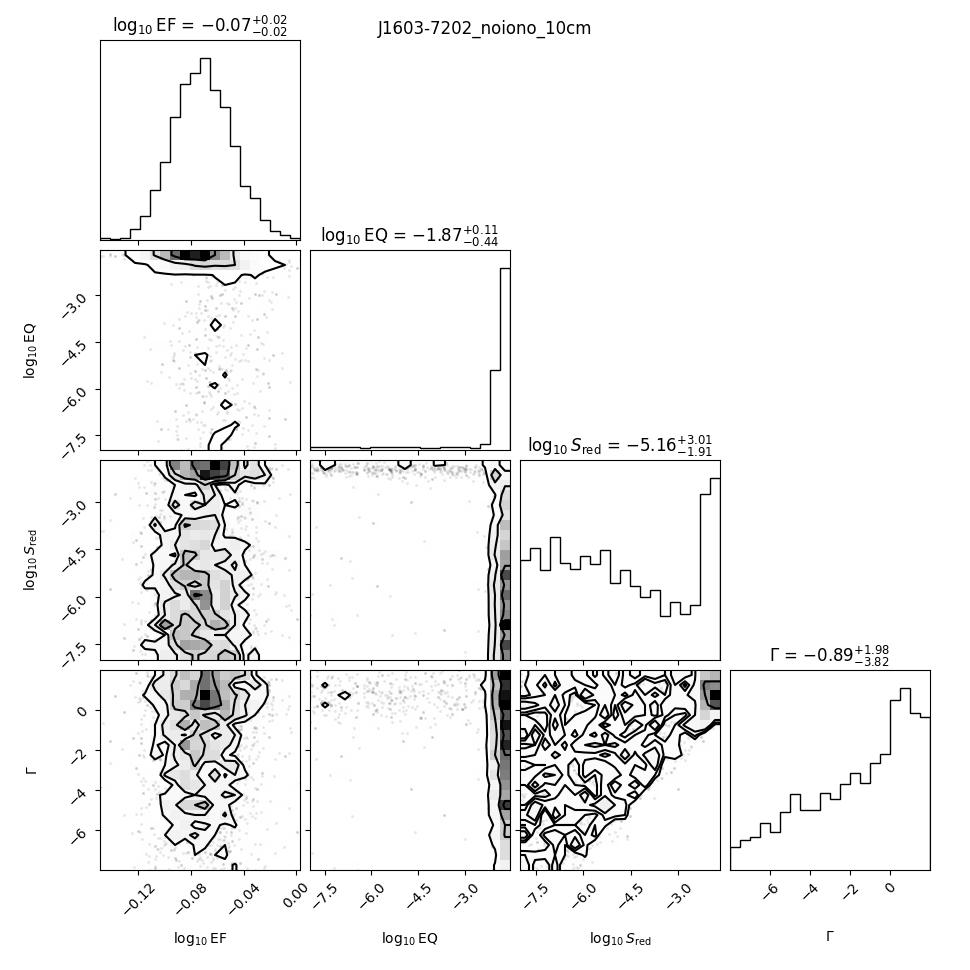 J1603-7202_noiono_10cm
log₁₀ EF = −0.07+0.02−0.02
log₁₀ EQ = −1.87+0.11−0.44
log₁₀ EQ
−3.0
−4.5
−6.0
−7.5
log₁₀ Sred = −5.16+3.01−1.91
log₁₀ Sred
−3.0
−4.5
−6.0
−7.5
Γ = −0.89+1.98−3.82
Γ
0
−2
−4
−6
−0.12 −0.08 −0.04 0.00
−7.5 −6.0 −4.5 −3.0
−7.5 −6.0 −4.5 −3.0
−6 −4 −2 0
log₁₀ EF
log₁₀ EQ
log₁₀ Sred
Γ